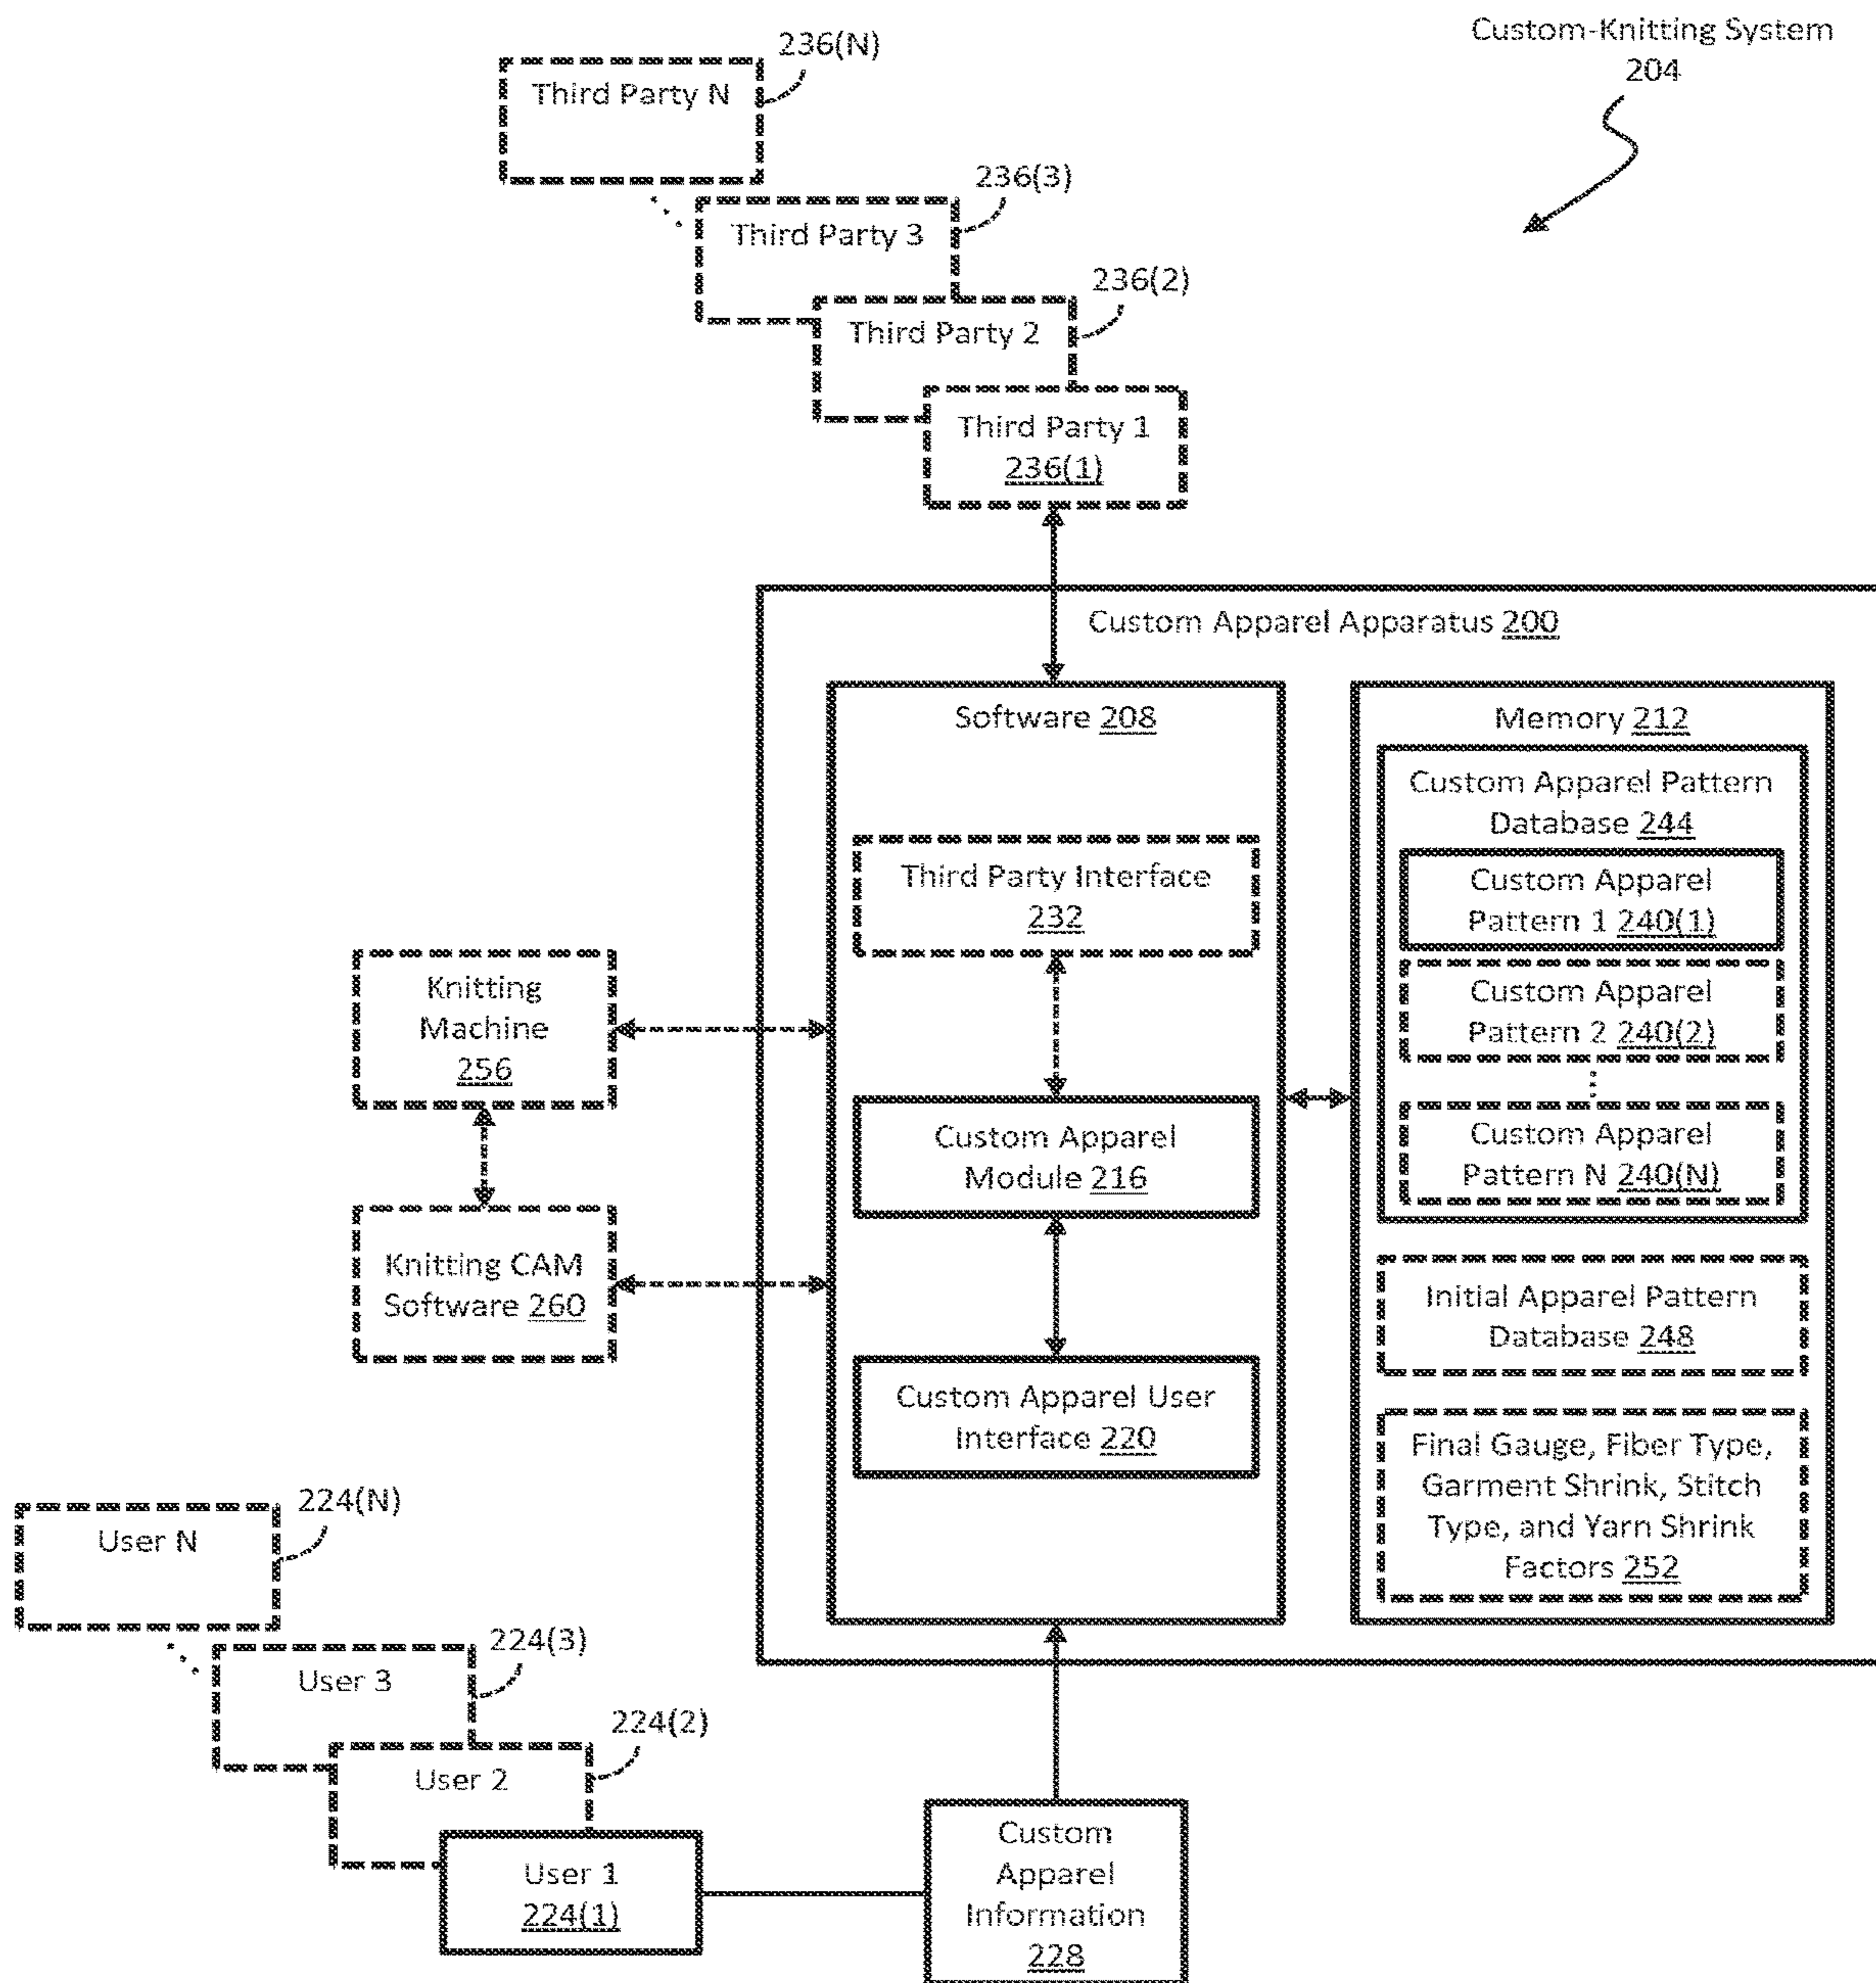 Custom-Knitting System
204
236(N)
Third Party N
236(3)
Third Party 3
236(2)
Third Party 2
Third Party 1
236(1)
Custom Apparel Apparatus 200
Software 208
Third Party Interface
232
Custom Apparel
Module 216
Custom Apparel User
Interface 220
Memory 212
Custom Apparel Pattern
Database 244
Custom Apparel
Pattern 1 240(1)
Custom Apparel
Pattern 2 240(2)
Custom Apparel
Pattern N 240(N)
Initial Apparel Pattern
Database 248
Final Gauge, Fiber Type,
Garment Shrink, Stitch
Type, and Yarn Shrink
Factors 252
Knitting
Machine
256
Knitting CAM
Software 260
224(N)
User N
224(3)
User 3
224(2)
User 2
User 1
224(1)
Custom
Apparel
Information
228